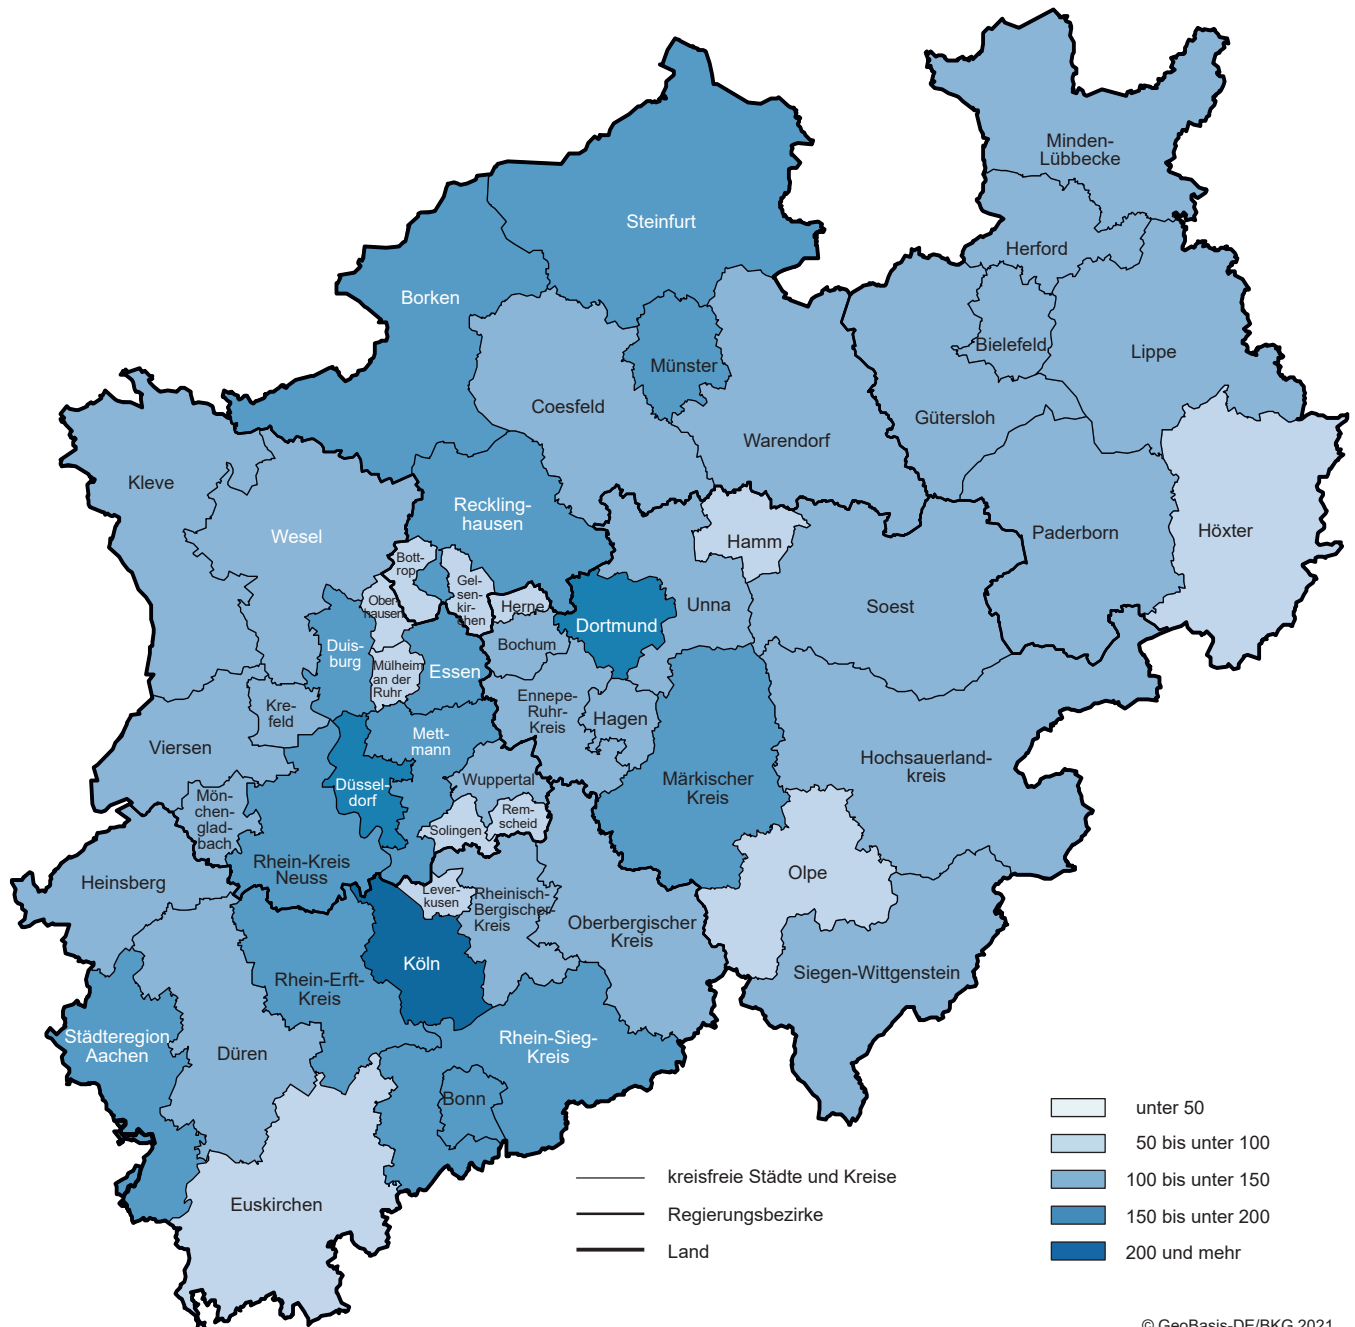 Minden-
Lübbecke
Steinfurt
Herford
Borken
Bielefeld
Lippe
Münster
Coesfeld
Gütersloh
Warendorf
Kleve
Reckling-
hausen
Wesel
Paderborn
Höxter
Hamm
Bott-
rop
Gel-
sen-
kir-
chen
Ober-
hausen
Herne
Unna
Soest
Dortmund
Bochum
Duis-
burg
Essen
Mülheim
an der
Ruhr
Ennepe-
Ruhr-
Kreis
Kre-
feld
Hagen
Viersen
Mett-
mann
Hochsauerland-
kreis
Wuppertal
Märkischer
Kreis
Düssel-
dorf
Mön-
chen-
glad-
bach
Rem-
scheid
Solingen
Rhein-Kreis
Neuss
Olpe
Heinsberg
Lever-
kusen
Rheinisch-
Bergischer-
Kreis
Oberbergischer
Kreis
Köln
Siegen-Wittgenstein
Rhein-Erft-
Kreis
Städteregion
Aachen
Düren
Rhein-Sieg-
Kreis
Bonn
Euskirchen
kreisfreie Städte und Kreise
Regierungsbezirke
Land
unter 50
50 bis unter 100
100 bis unter 150
150 bis unter 200
200 und mehr
© GeoBasis-DE/BKG 2021